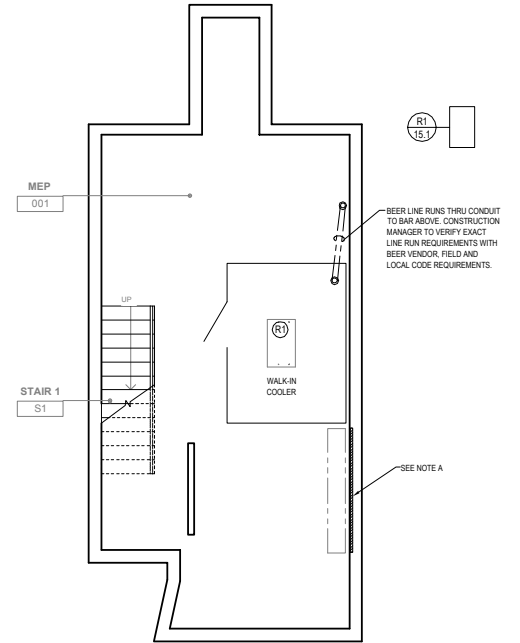 R1
15.1
MEP
001
BEER LINE RUNS THRU CONDUIT
TO BAR ABOVE. CONSTRUCTION
MANAGER TO VERIFY EXACT
LINE RUN REQUIREMENTS WITH
BEER VENDOR, FIELD AND
LOCAL CODE REQUIREMENTS.
UP
R1
WALK-IN
COOLER
STAIR 1
S1
SEE NOTE A